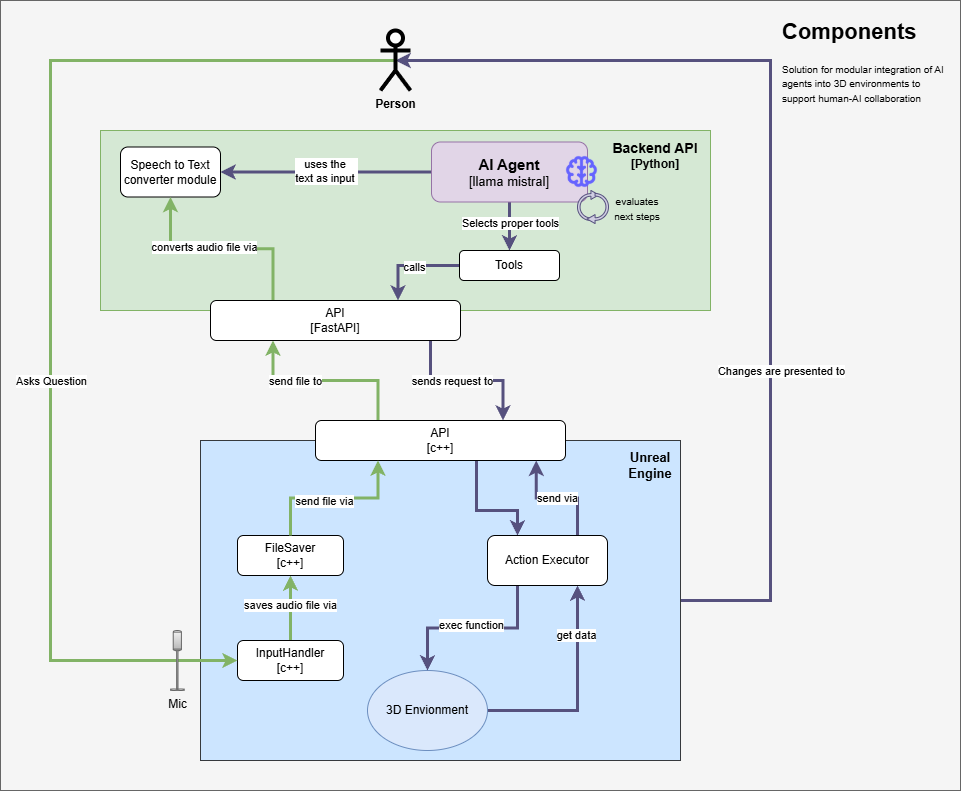 Components
Solution for modular integration of AI
agents into 3D environments to
support human-AI collaboration
Person
Backend API
[Python]
Speech to Text
converter module
uses the
text as input
AI Agent
[llama mistral]
evaluates
next steps
Selects proper tools
converts audio file via
calls
Tools
API
[FastAPI]
Asks Question
send file to
sends request to
Changes are presented to
API
[c++]
Unreal
Engine
send file via
send via
FileSaver
[c++]
Action Executor
saves audio file via
exec function
get data
InputHandler
[c++]
Mic
3D Envionment